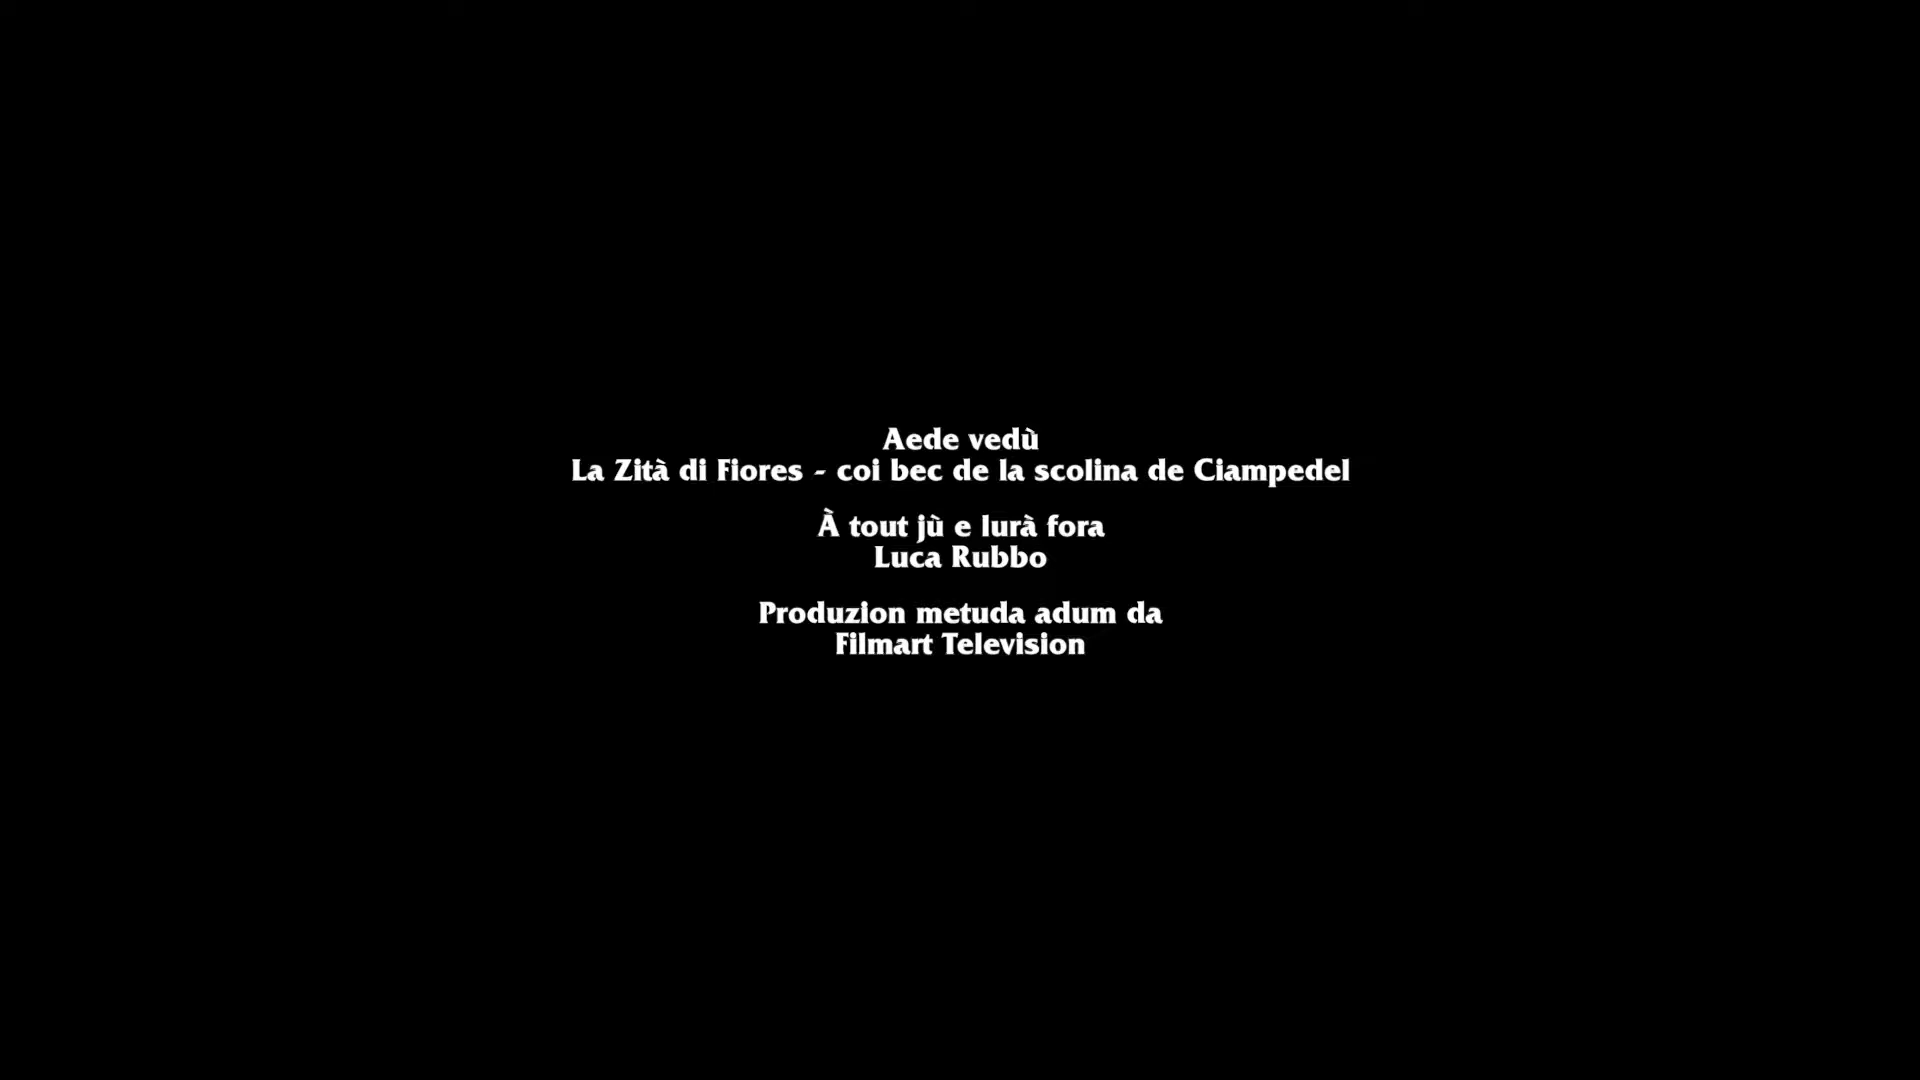 Aede vedù
La Zità di Fiores - coi bec de la scolina de Ciampedel
À tout jù e lurà fora
Luca Rubbo
Produzion metuda adum da
Filmart Television